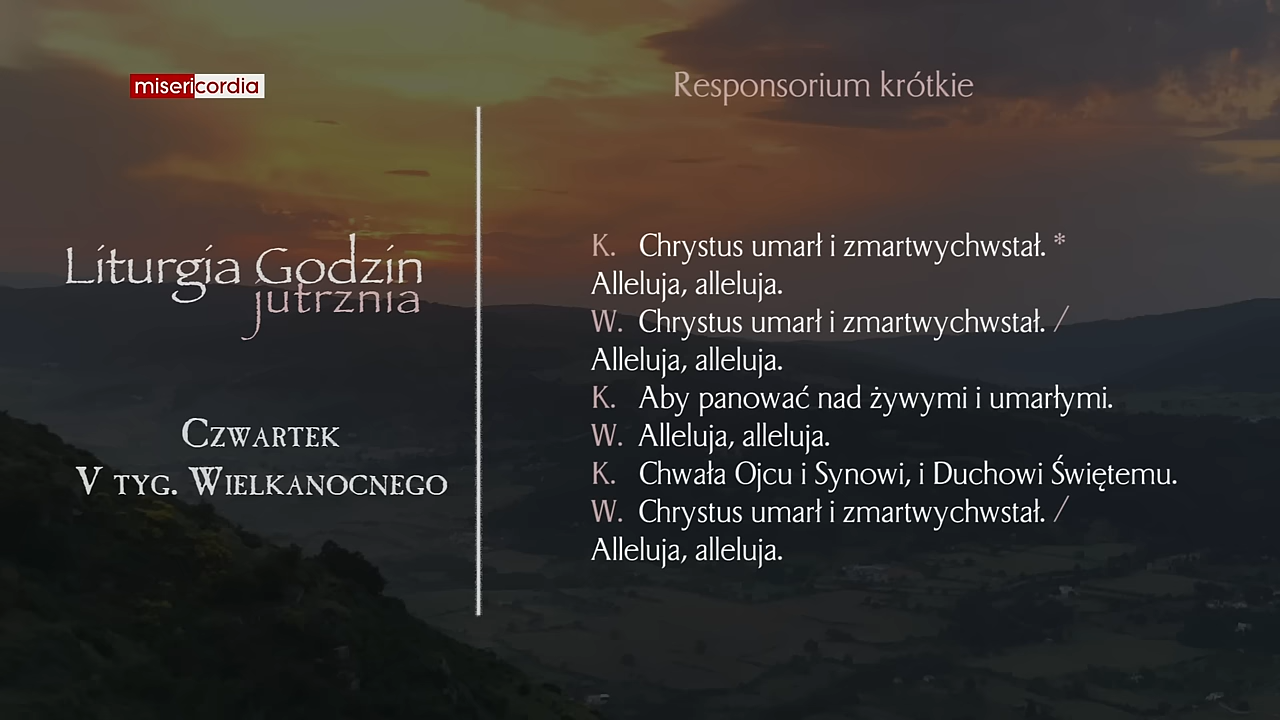 misericordia
Liturgia Godzin
jutrznia
Czwartek
V tyg. Wielkanocnego
Responsorium krótkie
K. Chrystus umarł i zmartwychwstał. *
Alleluja, alleluja.
W. Chrystus umarł i zmartwychwstał. /
Alleluja, alleluja.
K. Aby panować nad żywymi i umarłymi.
W. Alleluja, alleluja.
K. Chwała Ojcu i Synowi, i Duchowi Świętemu.
W. Chrystus umarł i zmartwychwstał. /
Alleluja, alleluja.